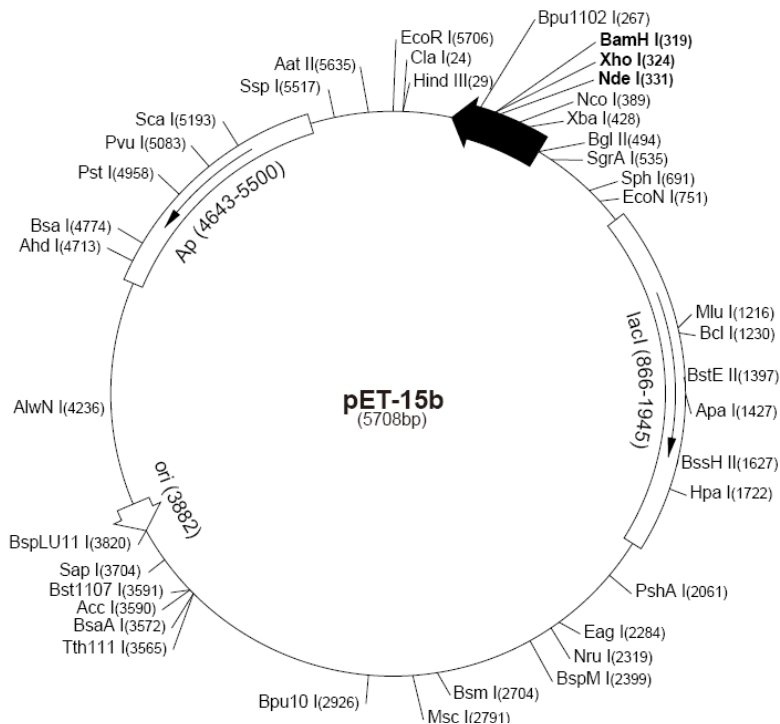 Bpu1102 I(267)
EcoR I(5706)
BamH I(319)
Cla I(24)
Xho I(324)
Aat II(5635)
Hind III(29)
Nde I(331)
Ssp I(5517)
Nco I(389)
Xba I(428)
Sca I(5193)
Bgl II(494)
Pvu I(5083)
SgrA I(535)
Pst I(4958)
Sph I(691)
EcoN I(751)
Bsa I(4774)
Ahd I(4713)
Ap (4643-5500)
Mlu I(1216)
Bcl I(1230)
lacI (866-1945)
BstE II(1397)
pET-15b
(5708bp)
AlwN I(4236)
Apa I(1427)
BssH II(1627)
ori (3882)
Hpa I(1722)
BspLU11 I(3820)
Sap I(3704)
Bst1107 I(3591)
PshA I(2061)
Acc I(3590)
BsaA I(3572)
Eag I(2284)
Tth111 I(3565)
Nru I(2319)
BspM I(2399)
Bpu10 I(2926)
Bsm I(2704)
Msc I(2791)